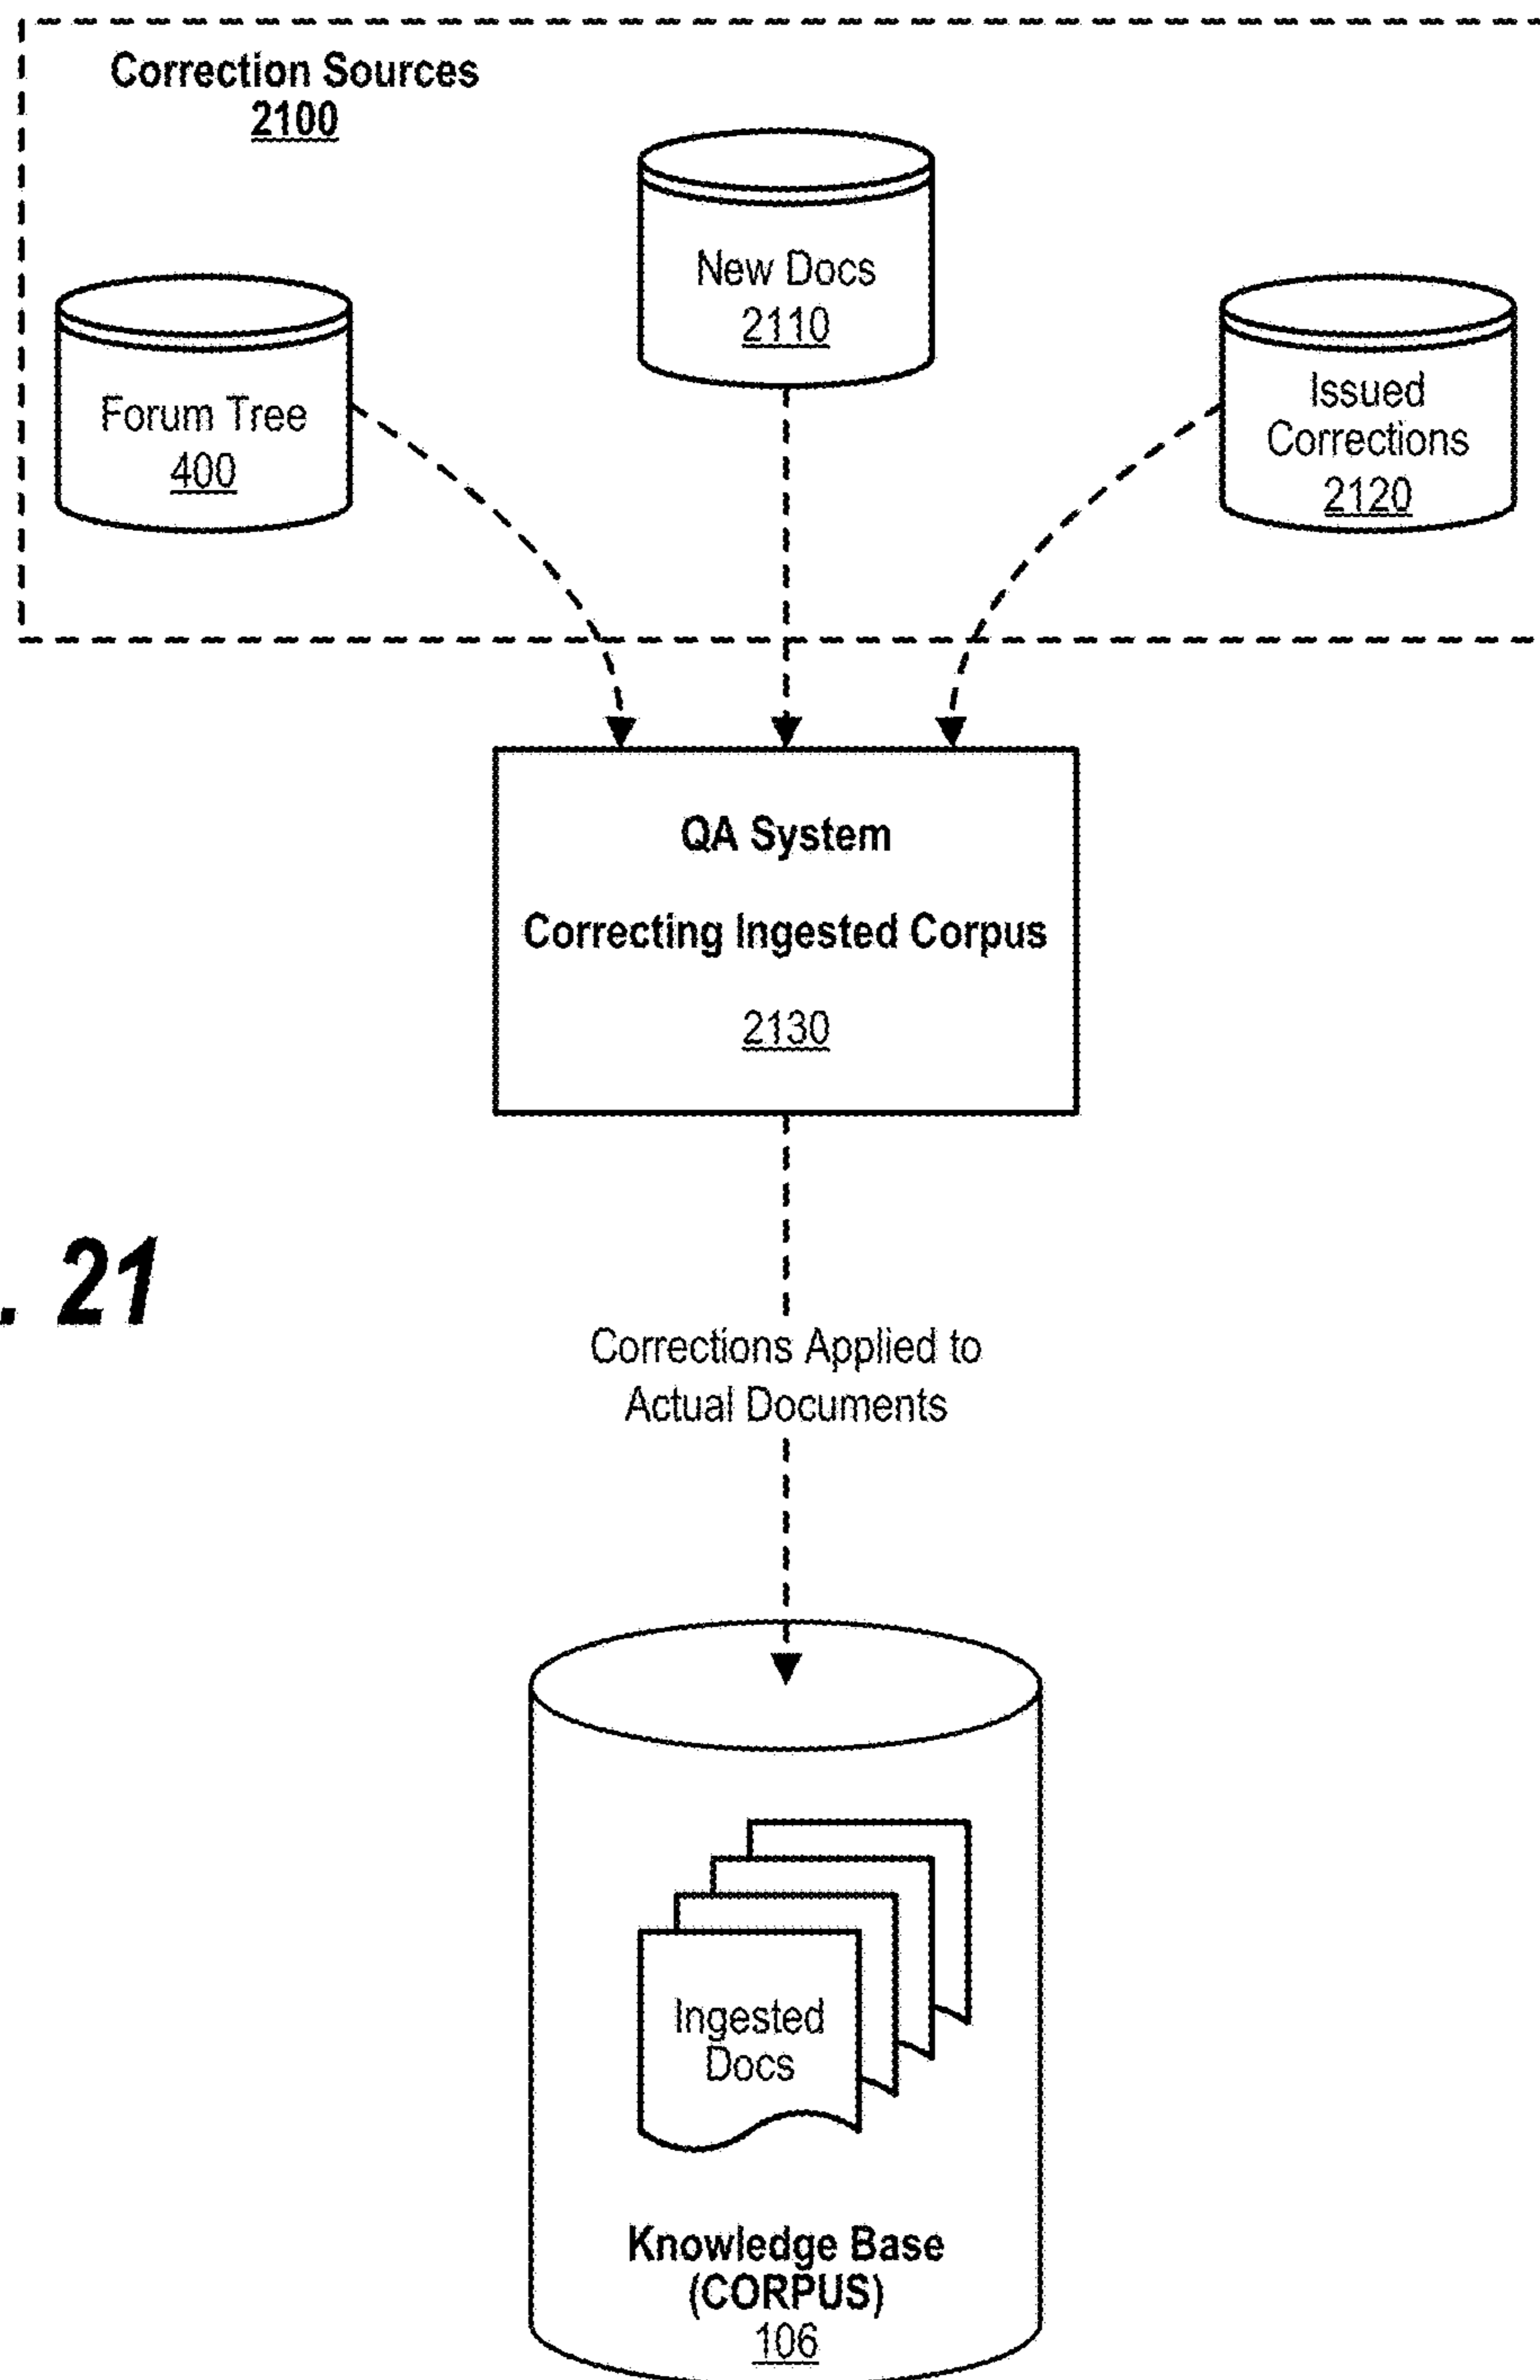 Correction Sources
2100
New Docs
2110
Forum Tree
400
Issued
Corrections
2120
QA System
Correcting Ingested Corpus
2130
. 21
Corrections Applied to
Actual Documents
Ingested
Docs
Knowledge Base
(CORPUS)
106